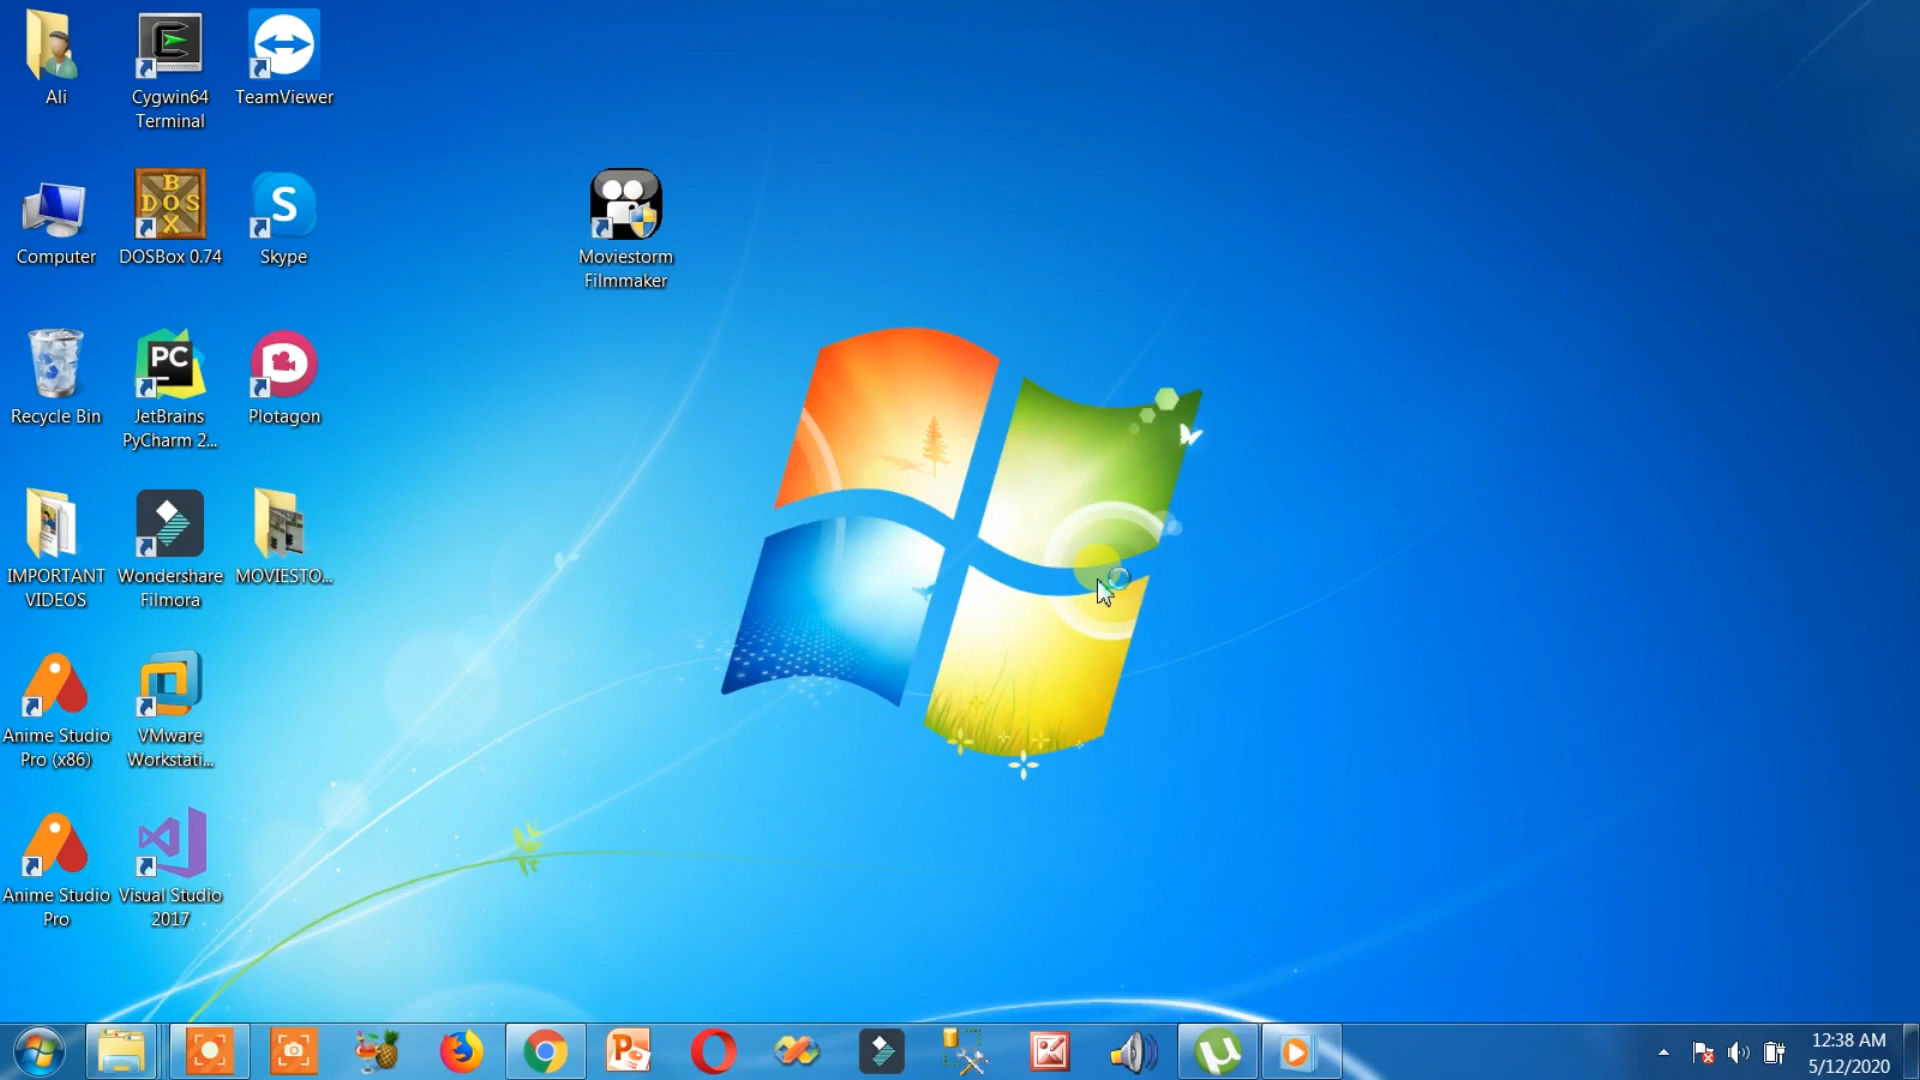 Ali
Cygwin64
Terminal
TeamViewer
Computer
DOSBox 0.74
Skype
Moviestorm
Filmmaker
Recycle Bin
JetBrains
PyCharm 2...
Plotagon
IMPORTANT
VIDEOS
Wondershare
Filmora
MOVIESTO...
Anime Studio
Pro (x86)
VMware
Workstati...
Anime Studio
Pro
Visual Studio
2017
12:38 AM
5/12/2020